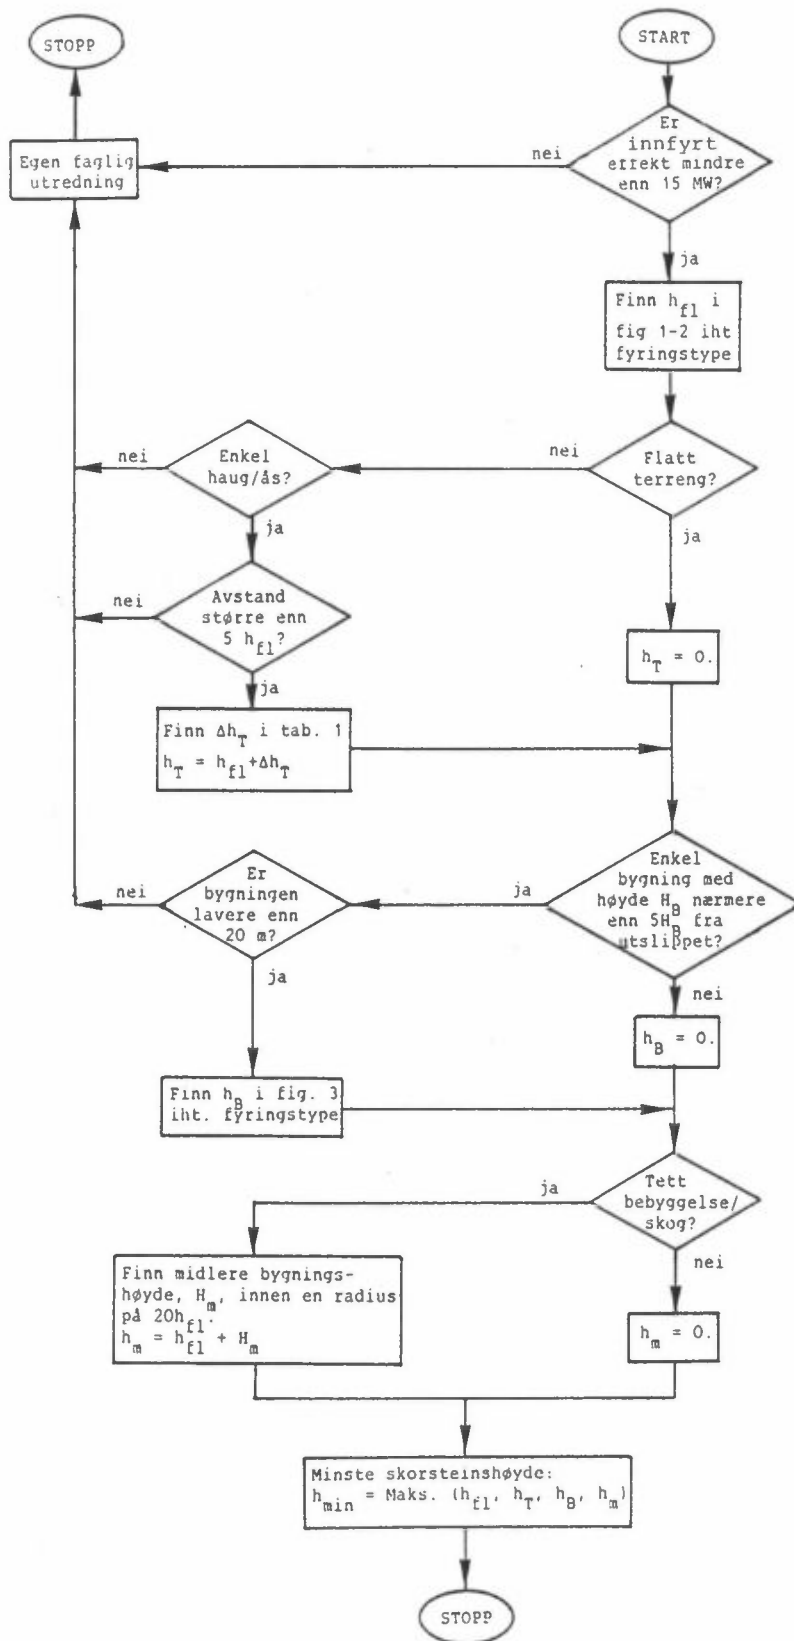 STOPP
START
Er
innfyrt
effekt mindre
enn 15 MW?
nei
Egen faglig
utredning
ja
Finn h_fl i
fig 1-2 iht
fyringstype
Flatt
terreng?
nei
Enkel
haug/ås?
nei
ja
ja
Avstand
større enn
5 h_fl?
nei
ja
h_T = 0.
Finn Δh_T i tab. 1
h_T = h_fl+Δh_T
Enkel
bygning med
høyde H_B nærmere
enn 5H_B fra
utslippet?
ja
Er
bygningen
lavere enn
20 m?
nei
ja
nei
h_B = 0.
Finn h_B i fig. 3
iht. fyringstype
Tett
bebyggelse/
skog?
ja
nei
Finn midlere bygnings-
høyde, H_m, innen en radius
på 20h_fl.
h_m = h_fl + H_m
h_m = 0.
Minste skorsteinshøyde:
h_min = Maks. (h_fl, h_T, h_B, h_m)
STOPP